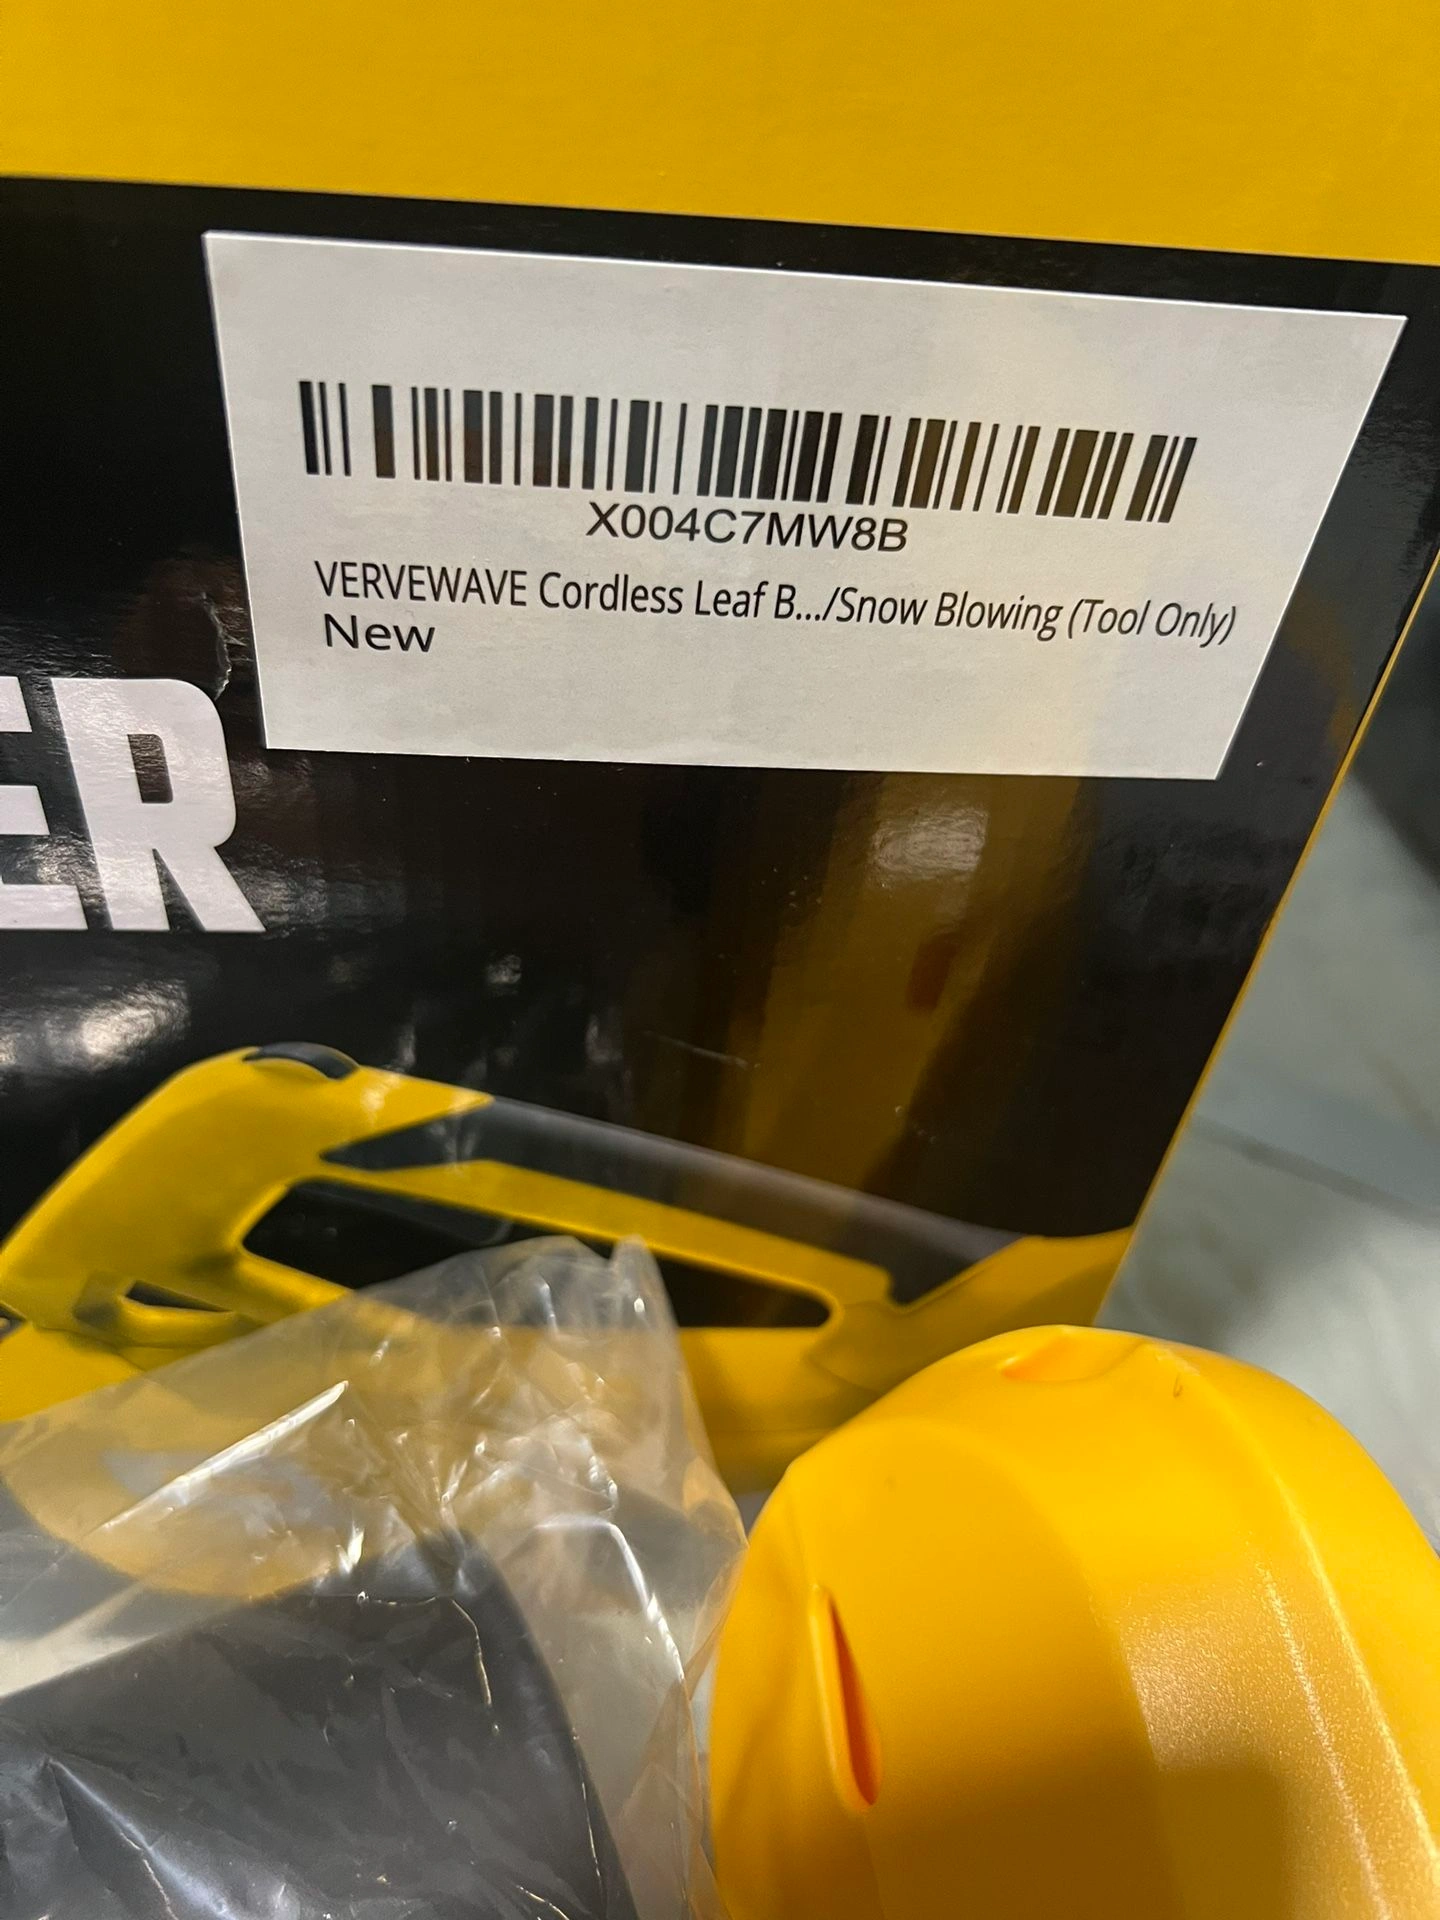 X004C7MW8B
VERVEWAVE Cordless Leaf B.../Snow Blowing (Tool Only)
New
ER